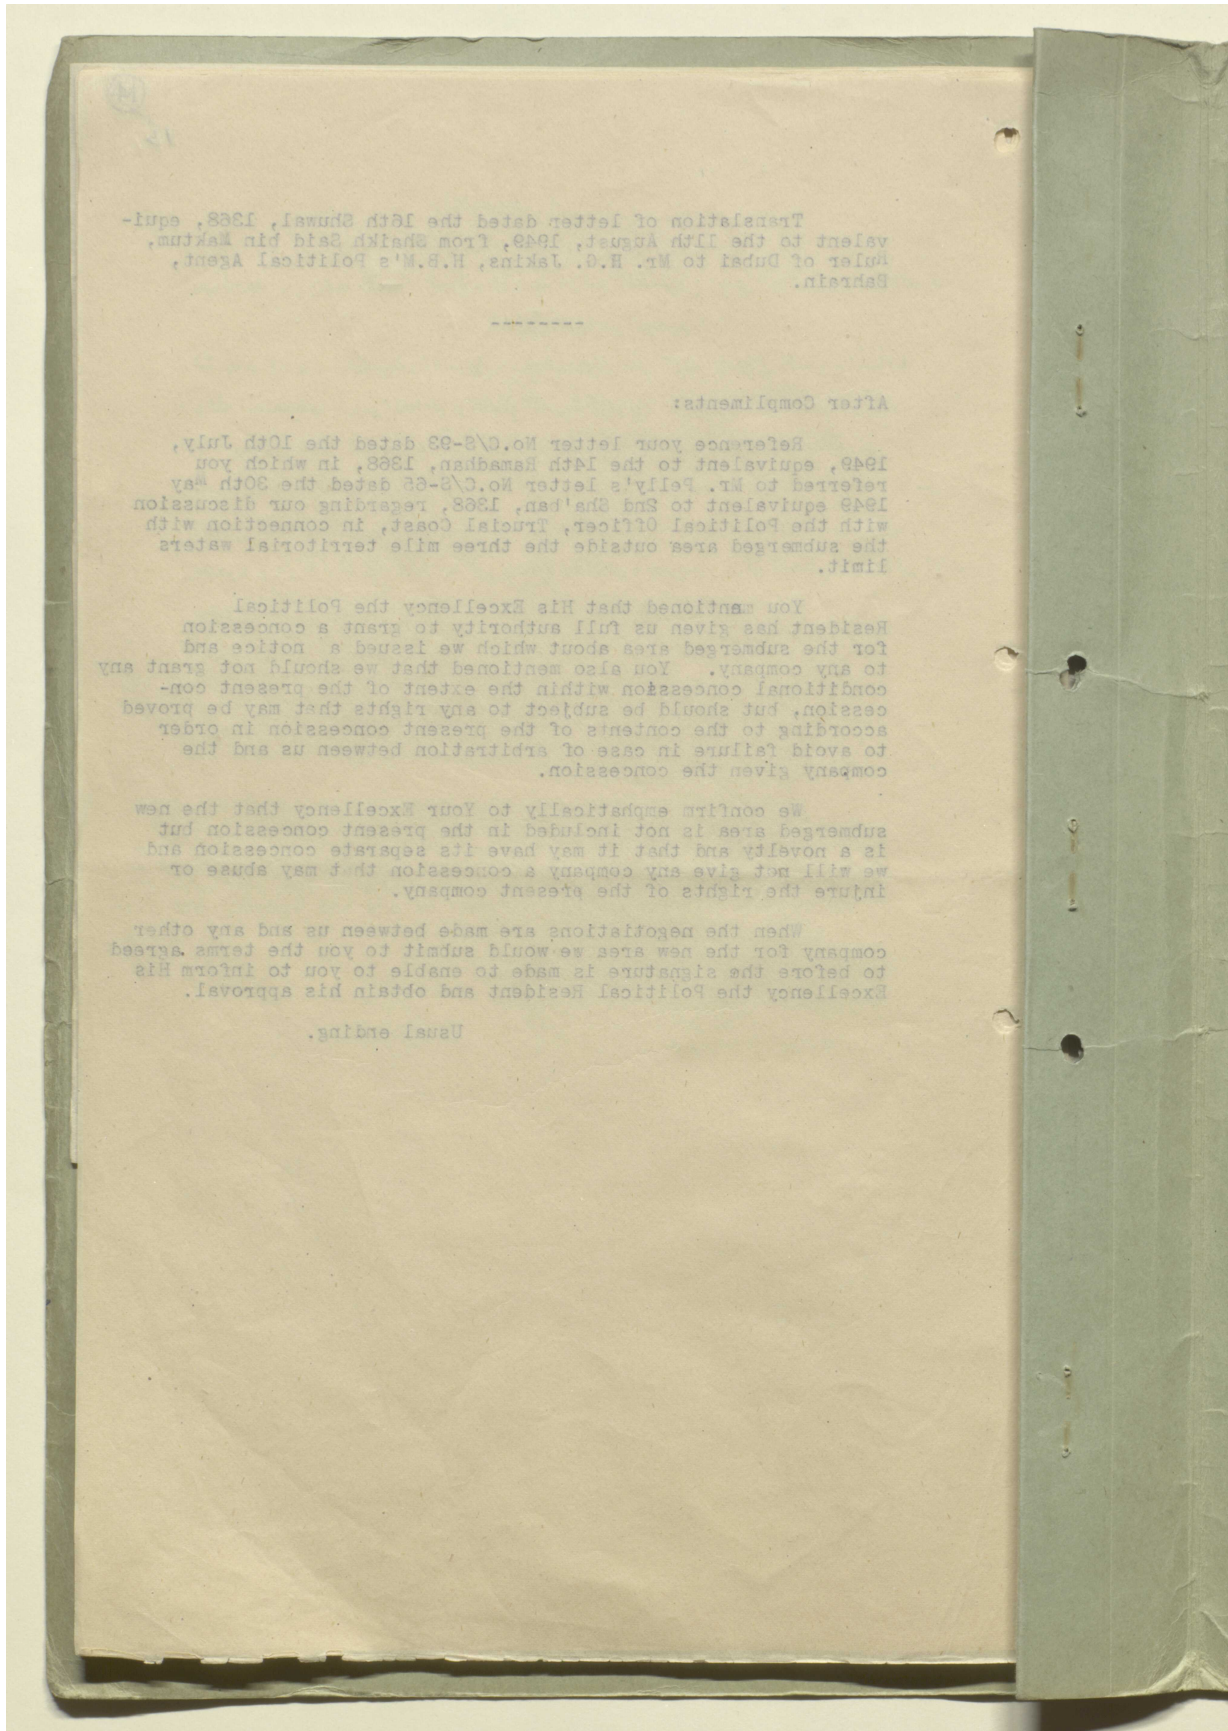 Translation of letter dated the 16th Shuwal, 1368, equi-
valent to the 11th August, 1949, from Shaikh Said bin Maktum,
Ruler of Dubai to Mr. H.G. Jakins, H.B.M's Political Agent,
Bahrain.
--------
After Compliments:
Reference your letter No.C/S-93 dated the 10th July,
1949, equivalent to the 14th Ramadhan, 1368, in which you
referred to Mr. Pelly's letter No.C/S-65 dated the 30th May
1949 equivalent to 2nd Sha'ban, 1368, regarding our discussion
with the Political Officer, Trucial Coast, in connection with
the submerged area outside the three mile territorial waters
limit.
You mentioned that His Excellency the Political
Resident has given us full authority to grant a concession
for the submerged area about which we issued a notice and
to any company. You also mentioned that we should not grant any
conditional concession within the extent of the present con-
cession, but should be subject to any rights that may be proved
according to the contents of the present concession in order
to avoid failure in case of arbitration between us and the
company given the concession.
We confirm emphatically to Your Excellency that the new
submerged area is not included in the present concession but
is a novelty and that it may have its separate concession and
we will not give any company a concession that may abuse or
injure the rights of the present company.
When the negotiations are made between us and any other
company for the new area we would submit to you the terms agreed
to before the signature is made to enable to you to inform His
Excellency the Political Resident and obtain his approval.
Usual ending.